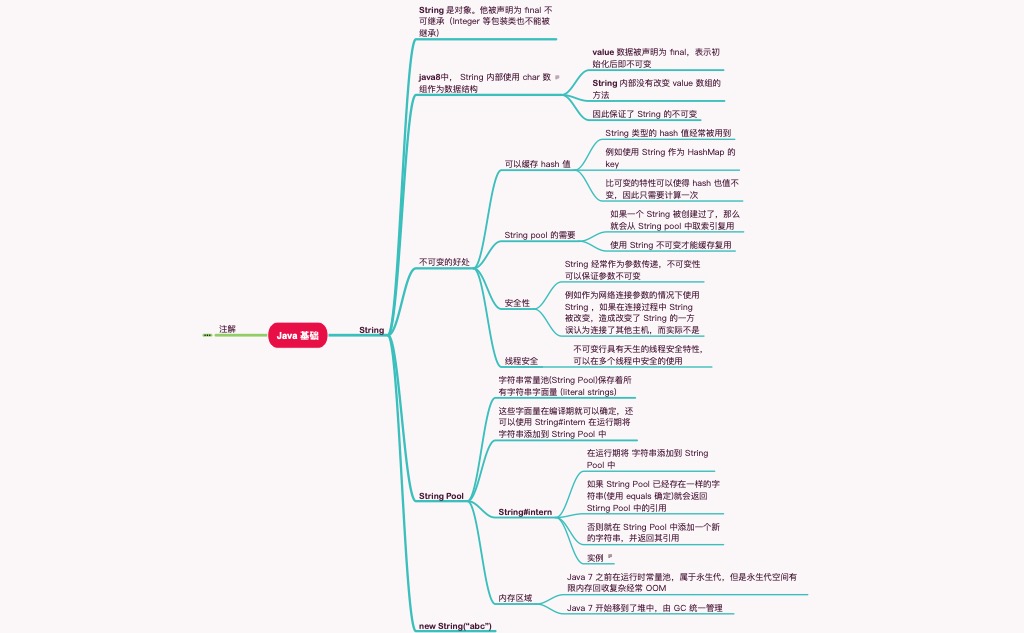 String 是对象。他被声明为 final 不
可继承（Integer 等包装类也不能被
继承）
java8中， String 内部使用 char 数
组作为数据结构
value 数据被声明为 final，表示初
始化后即不可变
String 内部没有改变 value 数组的
方法
因此保证了 String 的不可变
不可变的好处
可以缓存 hash 值
String 类型的 hash 值经常被用到
例如使用 String 作为 HashMap 的
key
比可变的特性可以使得 hash 也值不
变，因此只需要计算一次
String pool 的需要
如果一个 String 被创建过了，那么
就会从 String pool 中取索引复用
使用 String 不可变才能缓存复用
安全性
String 经常作为参数传递，不可变性
可以保证参数不可变
例如作为网络连接参数的情况下使用
String ，如果在连接过程中 String
被改变，造成改变了 String 的一方
误认为连接了其他主机，而实际不是
线程安全
不可变行具有天生的线程安全特性，
可以在多个线程中安全的使用
注解
Java 基础
String
String Pool
字符串常量池(String Pool)保存着所
有字符串字面量 (literal strings)
这些字面量在编译期就可以确定，还
可以使用 String#intern 在运行期将
字符串添加到 String Pool 中
String#intern
在运行期将 字符串添加到 String
Pool 中
如果 String Pool 已经存在一样的字
符串(使用 equals 确定)就会返回
Stirng Pool 中的引用
否则就在 String Pool 中添加一个新
的字符串，并返回其引用
实例
内存区域
Java 7 之前在运行时常量池，属于永生代，但是永生代空间有
限内存回收复杂经常 OOM
Java 7 开始移到了堆中，由 GC 统一管理
new String("abc")